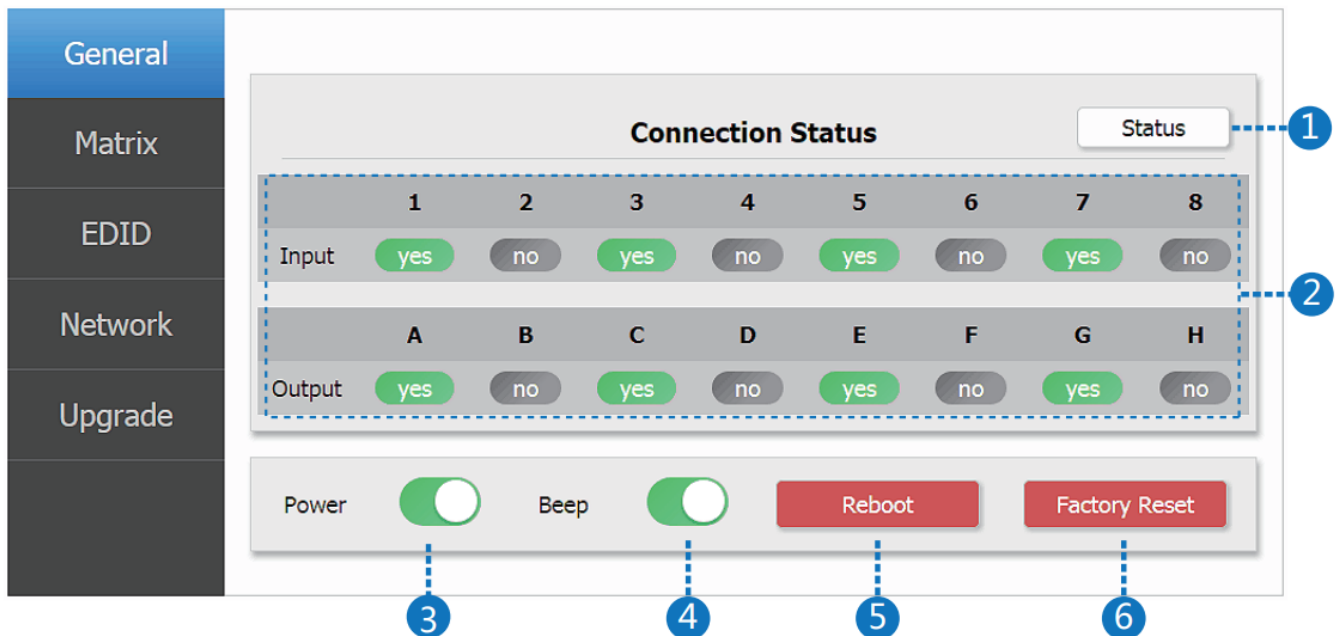 General
Matrix
EDID
Network
Upgrade
Connection Status
Status
1
1 2 3 4 5 6 7 8
Input yes no yes no yes no yes no
2
A B C D E F G H
Output yes no yes no yes no yes no
Power Beep Reboot Factory Reset
3 4 5 6